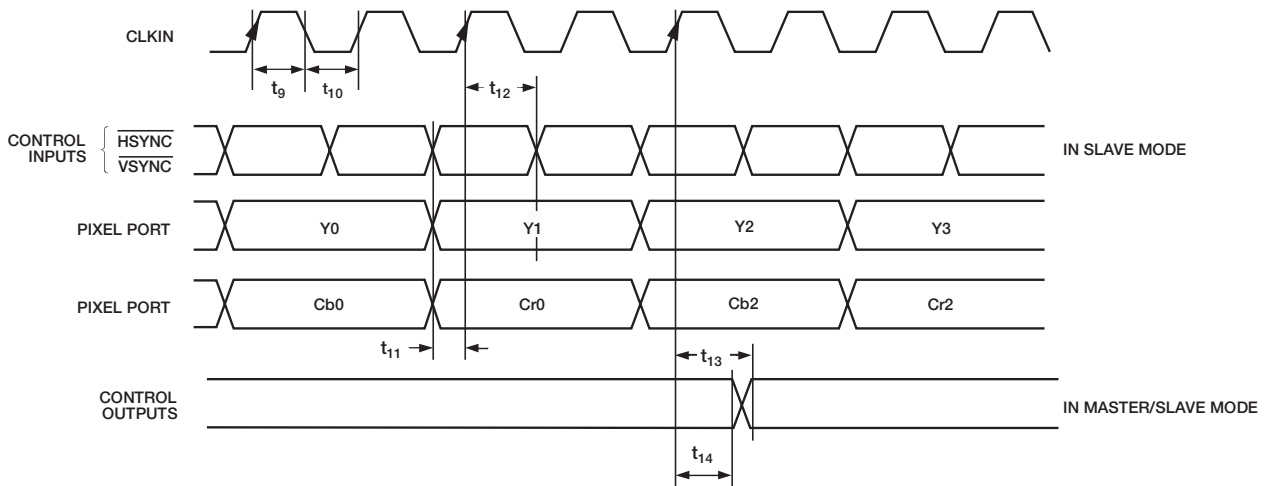 CLKIN
t9
t10
t12
CONTROL
INPUTS
HSYNC
VSYNC
IN SLAVE MODE
PIXEL PORT
Y0
Y1
Y2
Y3
PIXEL PORT
Cb0
Cr0
Cb2
Cr2
t11
t13
CONTROL
OUTPUTS
IN MASTER/SLAVE MODE
t14